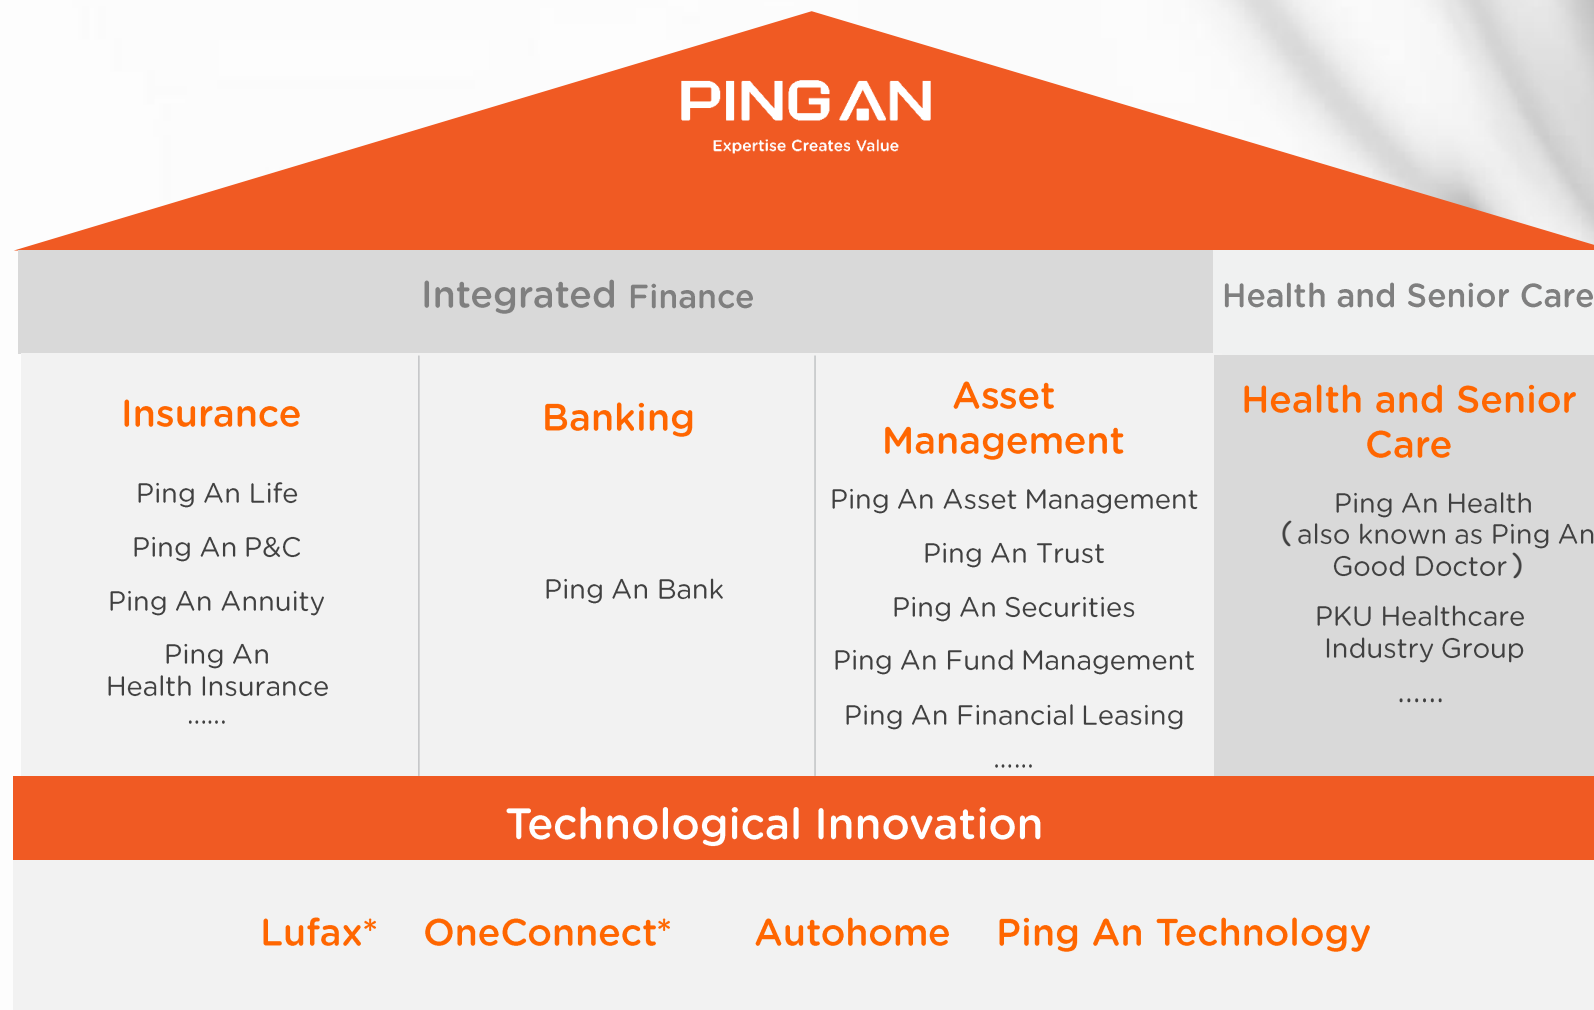 PING AN
Expertise Creates Value
Integrated Finance
Health and Senior Care
Insurance
Ping An Life
Ping An P&C
Ping An Annuity
Ping An
Health Insurance
......
Banking
Ping An Bank
Asset
Management
Ping An Asset Management
Ping An Trust
Ping An Securities
Ping An Fund Management
Ping An Financial Leasing
......
Health and Senior
Care
Ping An Health
(also known as Ping An
Good Doctor)
PKU Healthcare
Industry Group
......
Technological Innovation
Lufax* OneConnect* Autohome Ping An Technology